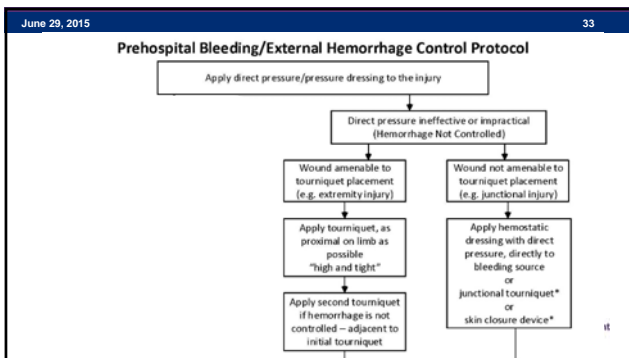 June 29, 2015 33
Prehospital Bleeding/External Hemorrhage Control Protocol
Apply direct pressure/pressure dressing to the injury
Direct pressure ineffective or impractical
(Hemorrhage Not Controlled)
Wound amenable to
tourniquet placement
(e.g. extremity injury)
Wound not amenable to
tourniquet placement
(e.g. junctional injury)
Apply tourniquet, as
proximal on limb as
possible
"high and tight"
Apply hemostatic
dressing with direct
pressure, directly to
bleeding source
or
junctional tourniquet*
or
skin closure device*
Apply second tourniquet
if hemorrhage is not
controlled – adjacent to
initial tourniquet